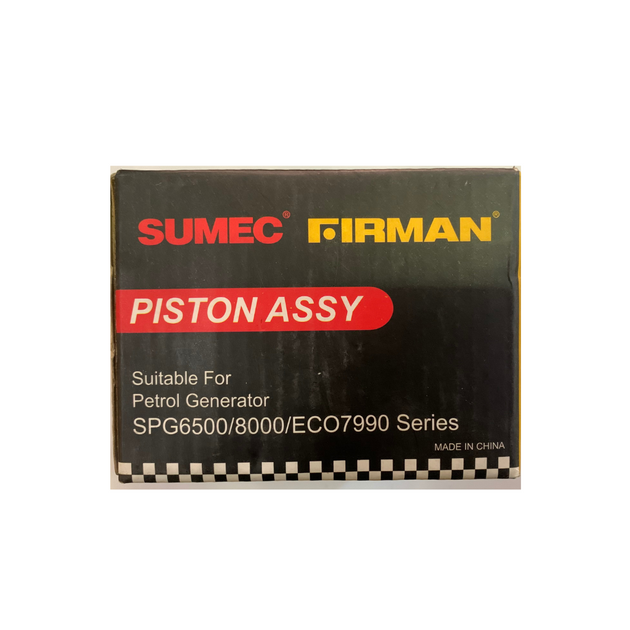 SUMEC® FIRMAN®
PISTON ASSY
Suitable For
Petrol Generator
SPG6500/8000/ECO7990 Series
MADE IN CHINA